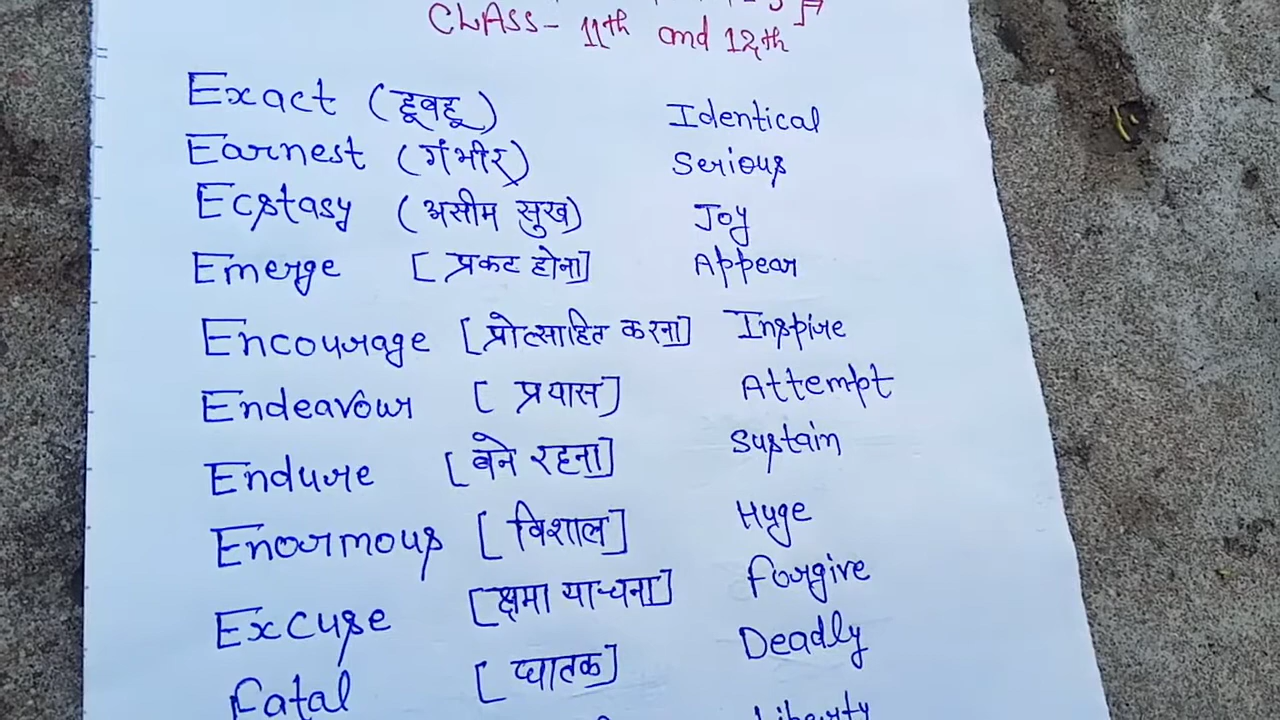 CLASS- 11th and 12th
Exact (हूबहू) Identical
Earnest (गंभीर) Serious
Ecstasy (असीम सुख) Joy
Emerge [प्रकट होना] Appear
Encourage [प्रोत्साहित करना] Inspire
Endeavour [प्रयास] Attempt
Endure [बने रहना] Sustain
Enormous [विशाल] Huge
Excuse [क्षमा याचना] Forgive
Fatal [घातक] Deadly
Liberty